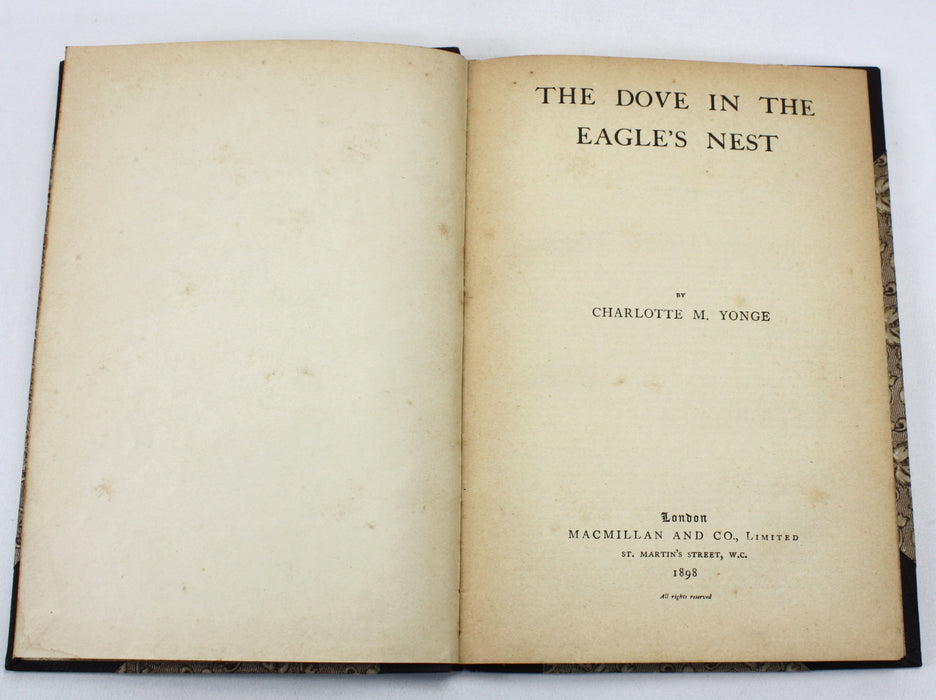 THE DOVE IN THE
EAGLE'S NEST
BY
CHARLOTTE M. YONGE
London
MACMILLAN AND CO., LIMITED
ST. MARTIN'S STREET, W.C.
1898
All rights reserved